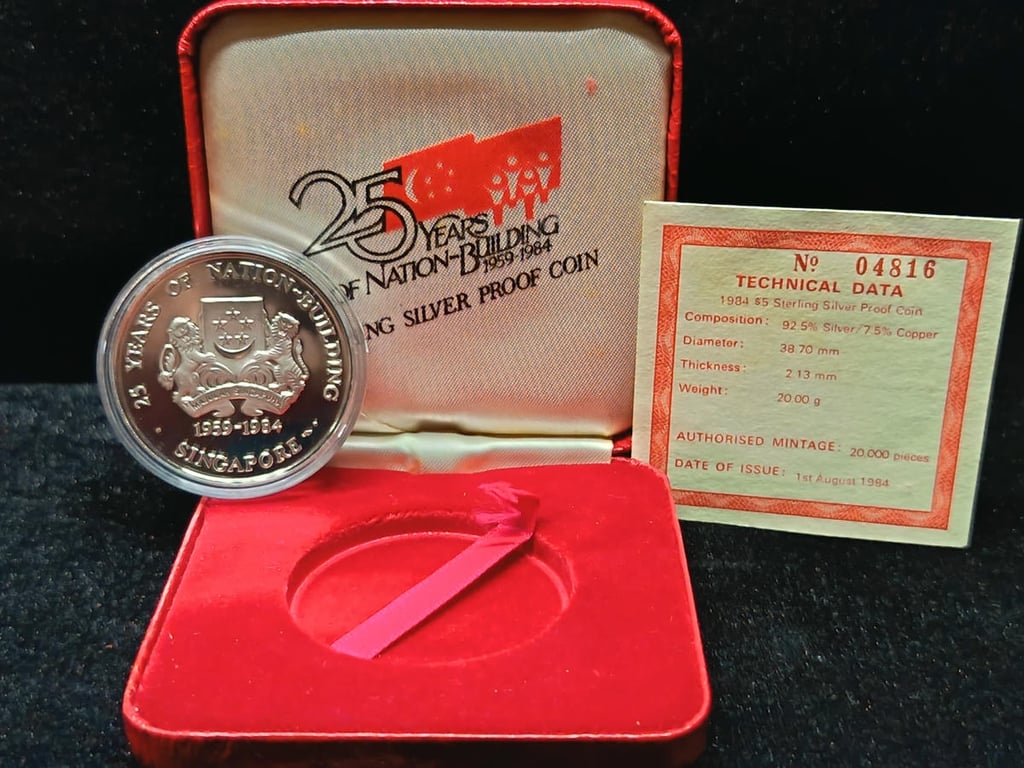 25 YEARS
OF NATION-BUILDING
1959-1984
NG SILVER PROOF COIN
25 YEARS OF NATION-BUILDING
1959-1984
SINGAPORE
Nº 04816
TECHNICAL DATA
1984 $5 Sterling Silver Proof Coin
Composition: 92.5% Silver/7.5% Copper
Diameter: 38.70 mm
Thickness: 2.13 mm
Weight: 20.00 g
AUTHORISED MINTAGE: 20,000 pieces
DATE OF ISSUE: 1st August 1984